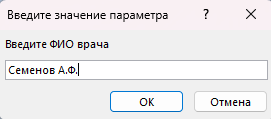 Введите значение параметра ? ×
Введите ФИО врача
Семенов А.Ф.
ОК Отмена